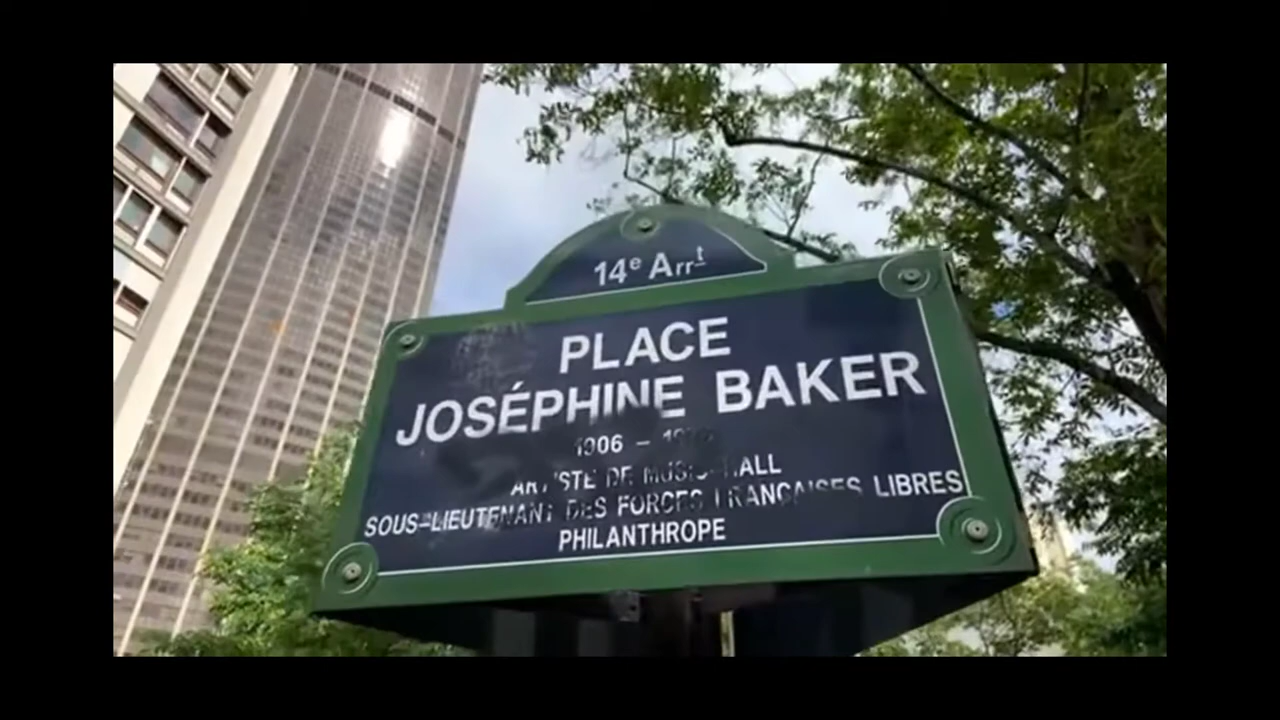 14e Arrt
PLACE
JOSÉPHINE BAKER
1906 –
ARTISTE DE MUSIC-HALL
SOUS-LIEUTENANT DES FORCES FRANÇAISES LIBRES
PHILANTHROPE